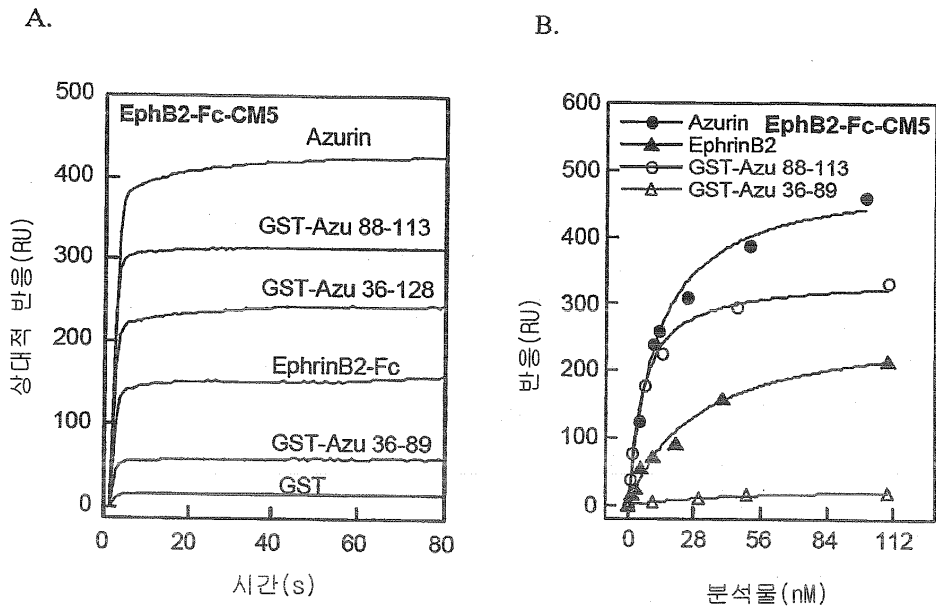 A.
500
EphB2-Fc-CM5
Azurin
400
GST-Azu 88-113
300
GST-Azu 36-128
200
EphrinB2-Fc
100
GST-Azu 36-89
GST
0
0 20 40 60 80
상대적 반응(RU)
시간(s)
B.
600
Azurin EphB2-Fc-CM5
EphrinB2
GST-Azu 88-113
GST-Azu 36-89
500
400
300
200
100
0
0 28 56 84 112
반응(RU)
분석물(nM)